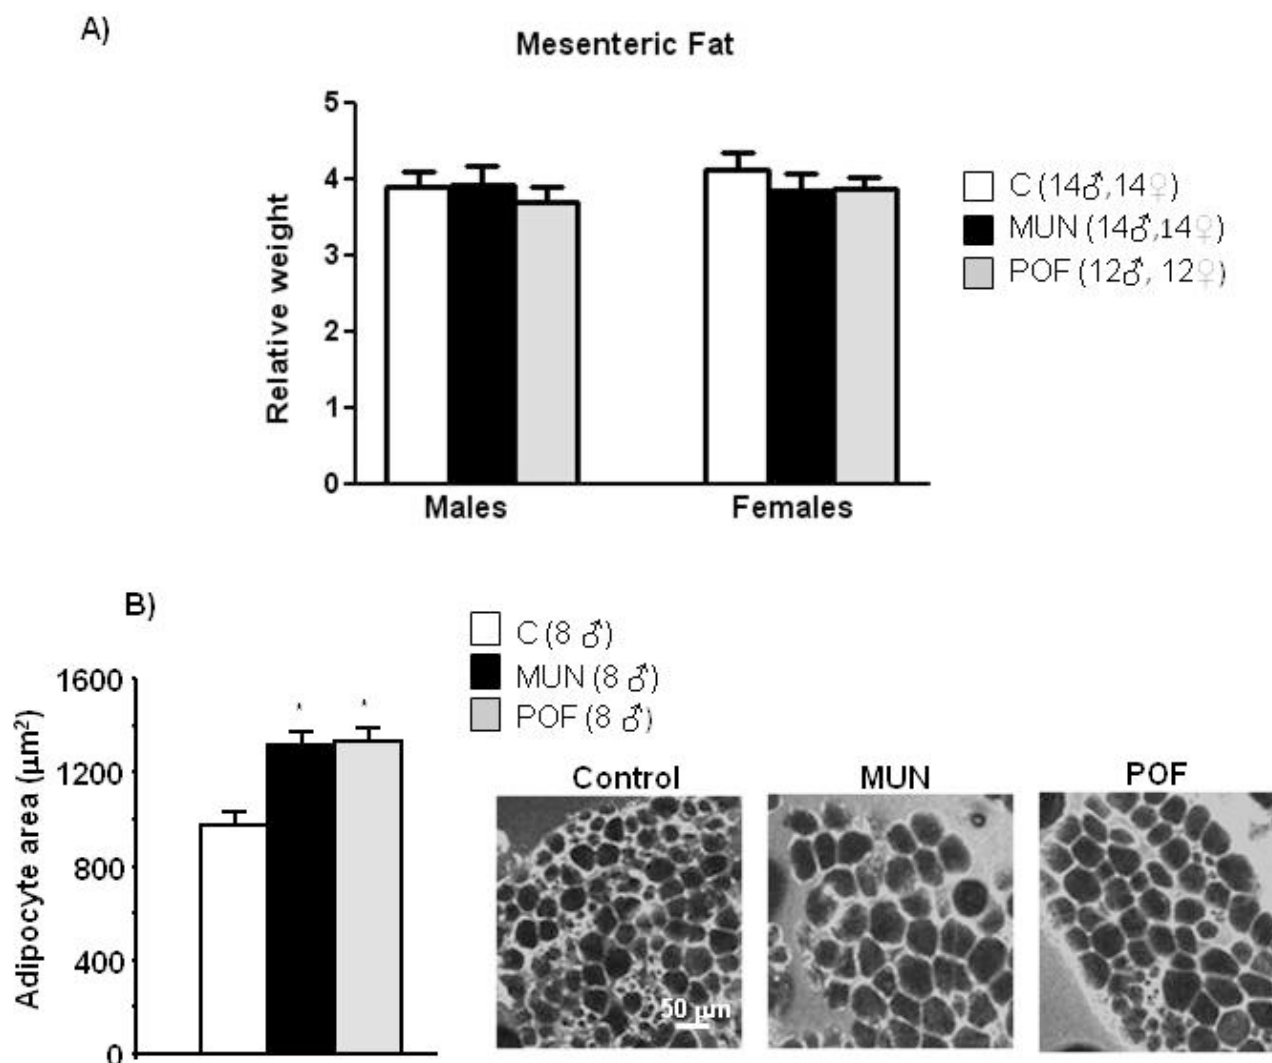 A)
Mesenteric Fat
5
4
3
2
1
0
Relative weight
Males
Females
C (14♂,14♀)
MUN (14♂,14♀)
POF (12♂, 12♀)
B)
C (8 ♂)
MUN (8 ♂)
POF (8 ♂)
1600
1200
800
400
0
Adipocyte area (μm²)
* *
Control
MUN
POF
50 μm